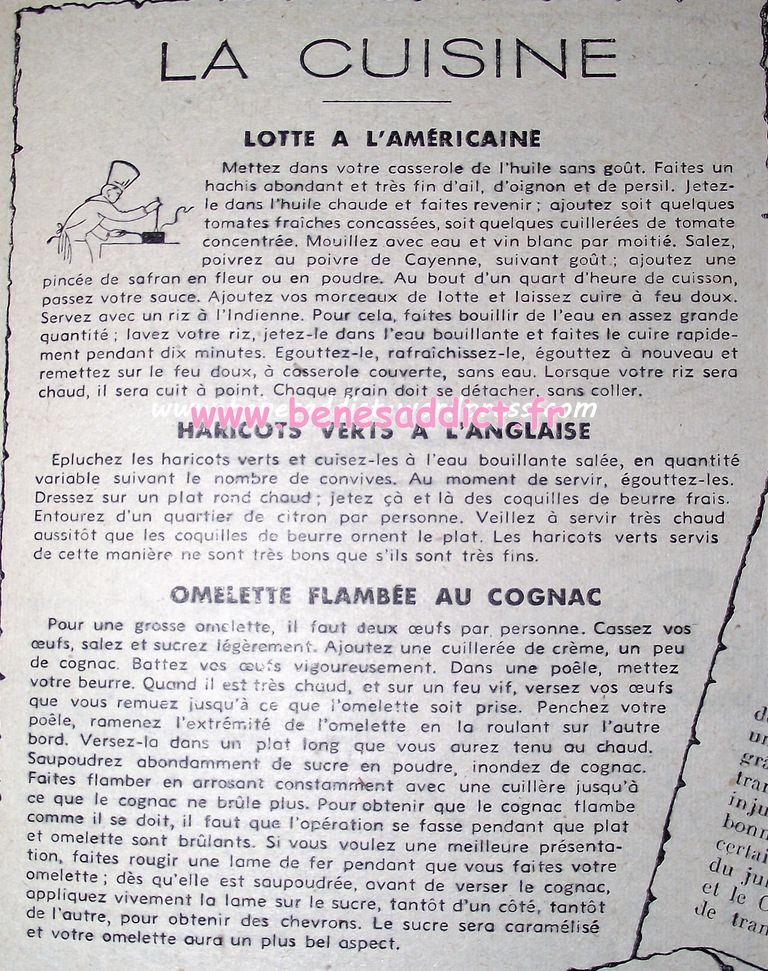 LA CUISINE
LOTTE A L'AMÉRICAINE
Mettez dans votre casserole de l'huile sans goût. Faites un
hachis abondant et très fin d'ail, d'oignon et de persil. Jetez-
le dans l'huile chaude et faites revenir ; ajoutez soit quelques
tomates fraîches concassées, soit quelques cuillerées de tomate
concentrée. Mouillez avec eau et vin blanc par moitié. Salez,
poivrez au poivre de Cayenne, suivant goût ; ajoutez une
pincée de safran en fleur ou en poudre. Au bout d'un quart d'heure de cuisson,
passez votre sauce. Ajoutez vos morceaux de lotte et laissez cuire à feu doux.
Servez avec un riz à l'Indienne. Pour cela, faites bouillir de l'eau en assez grande
quantité ; lavez votre riz, jetez-le dans l'eau bouillante et faites le cuire rapide-
ment pendant dix minutes. Egouttez-le, rafraîchissez-le, égouttez à nouveau et
remettez sur le feu doux, à casserole couverte, sans eau. Lorsque votre riz sera
chaud, il sera cuit à point. Chaque grain doit se détacher, sans coller.
www.benesaddicts.fr
HARICOTS VERTS A L'ANGLAISE
Epluchez les haricots verts et cuisez-les à l'eau bouillante salée, en quantité
variable suivant le nombre de convives. Au moment de servir, égouttez-les.
Dressez sur un plat rond chaud ; jetez çà et là des coquilles de beurre frais.
Entourez d'un quartier de citron par personne. Veillez à servir très chaud
aussitôt que les coquilles de beurre ornent le plat. Les haricots verts servis
de cette manière ne sont très bons que s'ils sont très fins.
OMELETTE FLAMBÉE AU COGNAC
Pour une grosse omelette, il faut deux œufs par personne. Cassez vos
œufs, salez et sucrez légèrement. Ajoutez une cuillerée de crème, un peu
de cognac. Battez vos œufs vigoureusement. Dans une poêle, mettez
votre beurre. Quand il est très chaud, et sur un feu vif, versez vos œufs
que vous remuez jusqu'à ce que l'omelette soit prise. Penchez votre
poêle, ramenez l'extrémité de l'omelette en la roulant sur l'autre
bord. Versez-la dans un plat long que vous aurez tenu au chaud.
Saupoudrez abondamment de sucre en poudre, inondez de cognac.
Faites flamber en arrosant constamment avec une cuillère jusqu'à
ce que le cognac ne brûle plus. Pour obtenir que le cognac flambe
comme il se doit, il faut que l'opération se fasse pendant que plat
et omelette sont brûlants. Si vous voulez une meilleure présenta-
tion, faites rougir une lame de fer pendant que vous faites votre
omelette ; dès qu'elle est saupoudrée, avant de verser le cognac,
appliquez vivement la lame sur le sucre, tantôt d'un côté, tantôt
de l'autre, pour obtenir des chevrons. Le sucre sera caramélisé
et votre omelette aura un plus bel aspect.
un
gra
tran
inju
bonn
certai
du jui
et le C
de tran